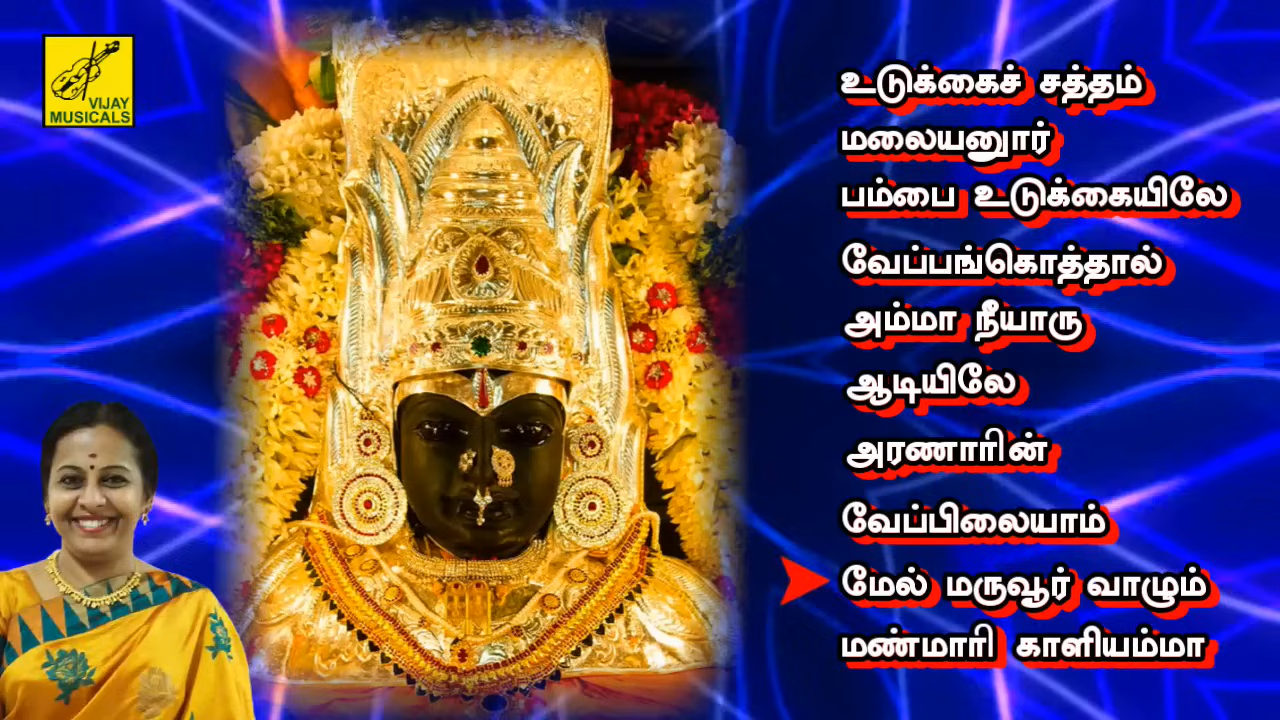 VIJAY
MUSICALS
உடுக்கைச் சத்தம்
மலையனூர்
பம்பை உடுக்கையிலே
வேப்பங்கொத்தால்
அம்மா நீயாரு
ஆடியிலே
அரணாரின்
வேப்பிலையாம்
மேல் மருவூர் வாழும்
மண்மாரி காளியம்மா